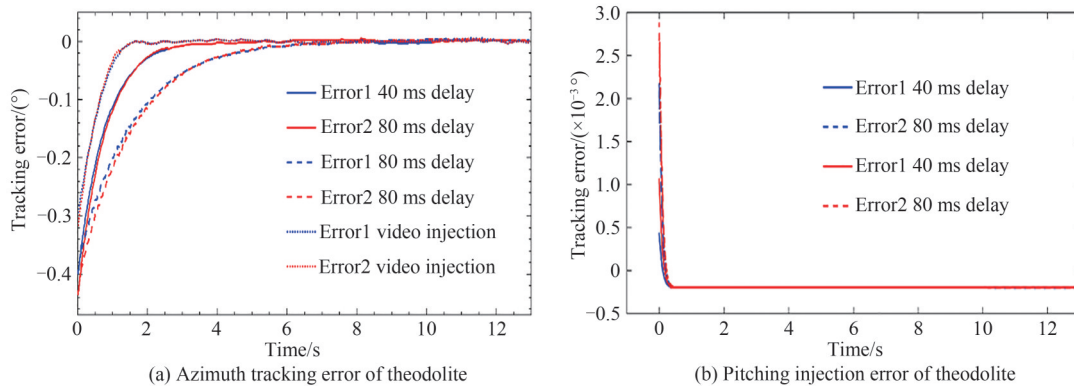 0
−0.1
−0.2
−0.3
−0.4
Tracking error/(°)
Error1 40 ms delay
Error2 80 ms delay
Error1 80 ms delay
Error2 80 ms delay
Error1 video injection
Error2 video injection
0 2 4 6 8 10 12
Time/s
(a) Azimuth tracking error of theodolite
3.0
2.5
2.0
1.5
1.0
0.5
0
−0.5
Tracking error/(×10⁻³ °)
Error1 40 ms delay
Error2 80 ms delay
Error1 40 ms delay
Error2 80 ms delay
0 2 4 6 8 10 12
Time/s
(b) Pitching injection error of theodolite